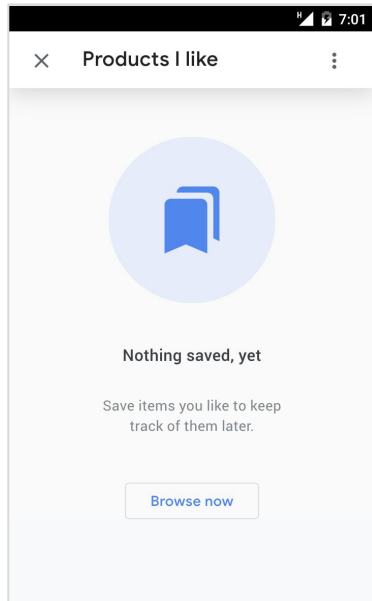 H 7:01
Products I like
Nothing saved, yet
Save items you like to keep
track of them later.
Browse now